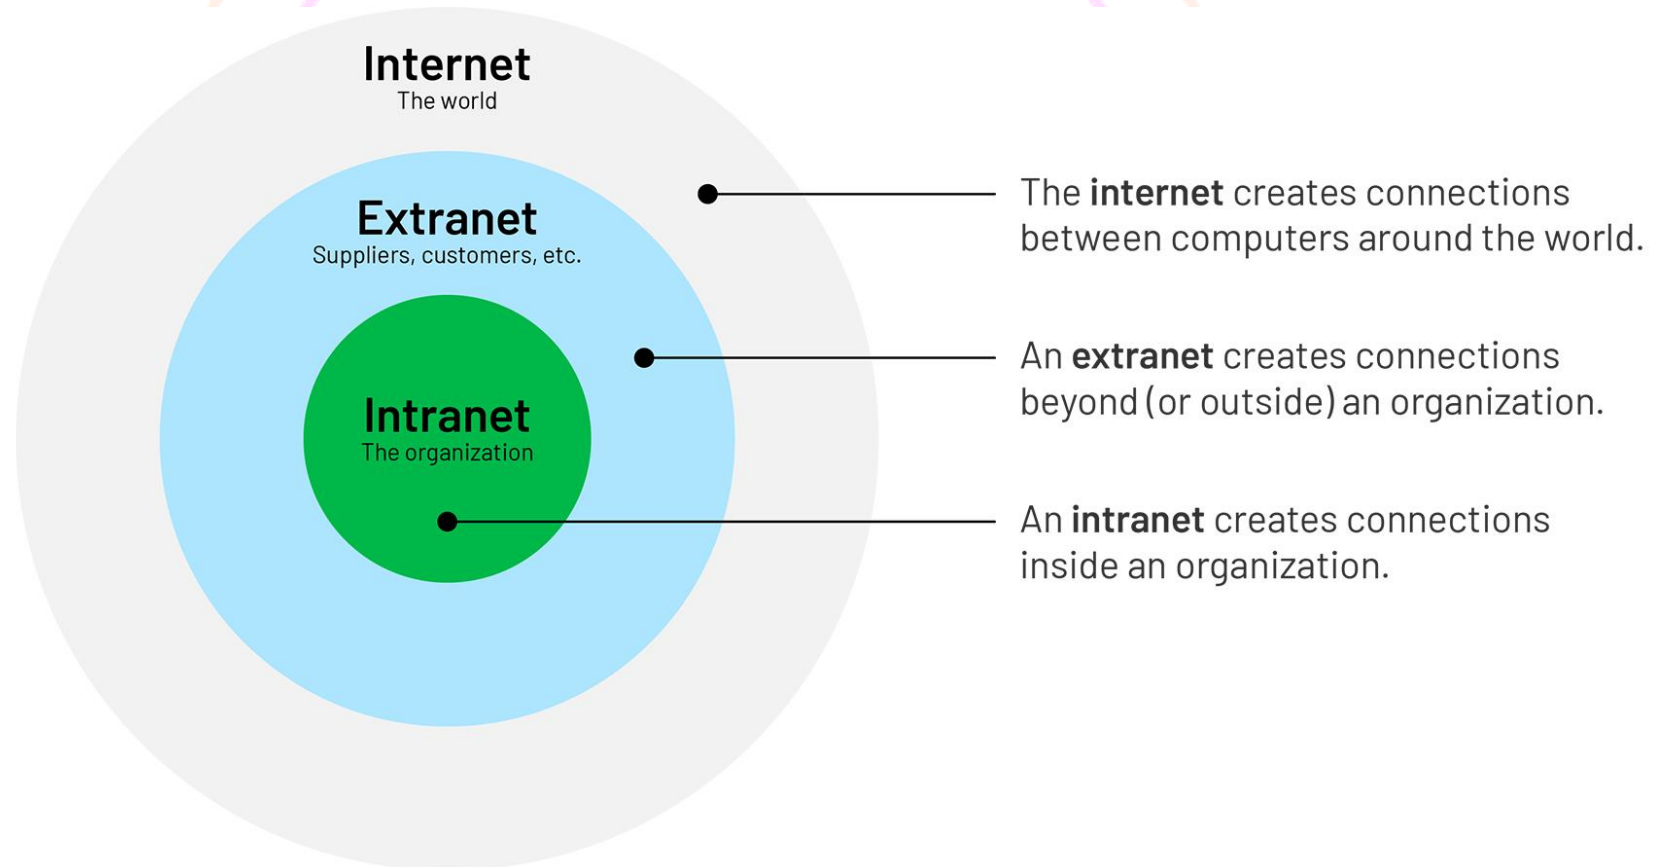 Internet
The world
Extranet
Suppliers, customers, etc.
Intranet
The organization
The internet creates connections
between computers around the world.
An extranet creates connections
beyond (or outside) an organization.
An intranet creates connections
inside an organization.